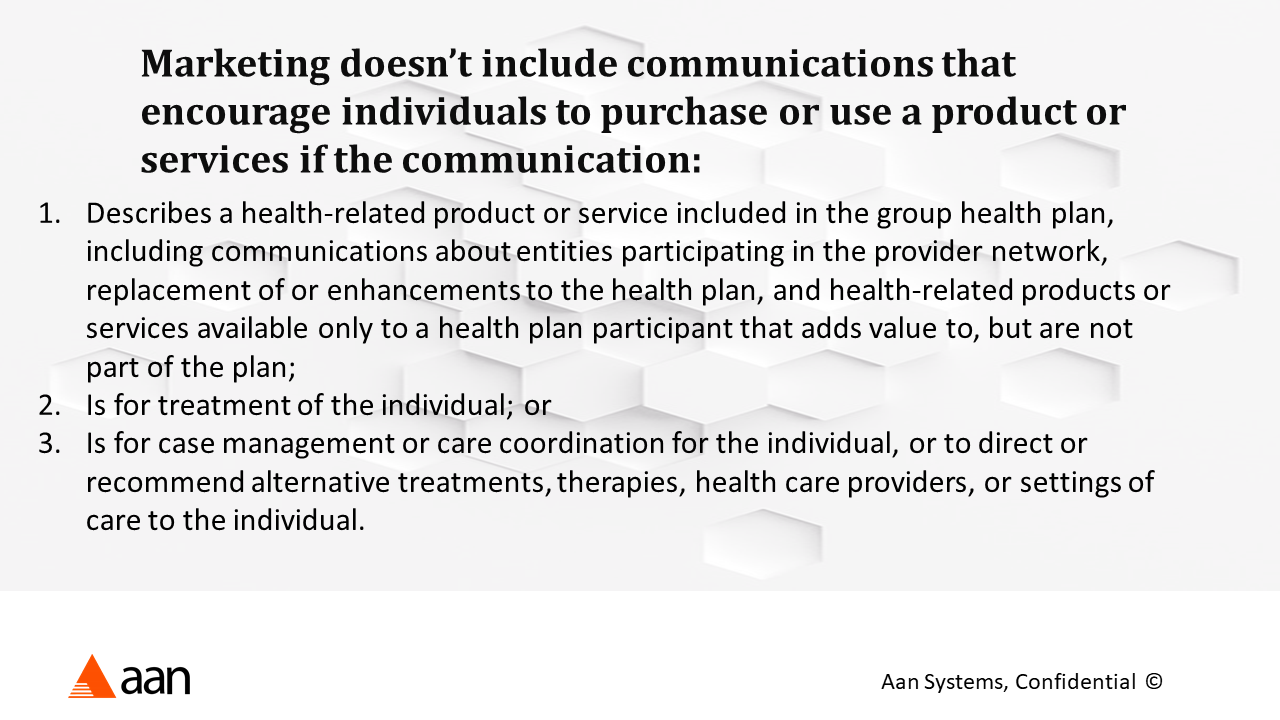 Marketing doesn’t include communications that
encourage individuals to purchase or use a product or
services if the communication:
1. Describes a health-related product or service included in the group health plan,
including communications about entities participating in the provider network,
replacement of or enhancements to the health plan, and health-related products or
services available only to a health plan participant that adds value to, but are not
part of the plan;
2. Is for treatment of the individual; or
3. Is for case management or care coordination for the individual, or to direct or
recommend alternative treatments, therapies, health care providers, or settings of
care to the individual.
aan
Aan Systems, Confidential ©